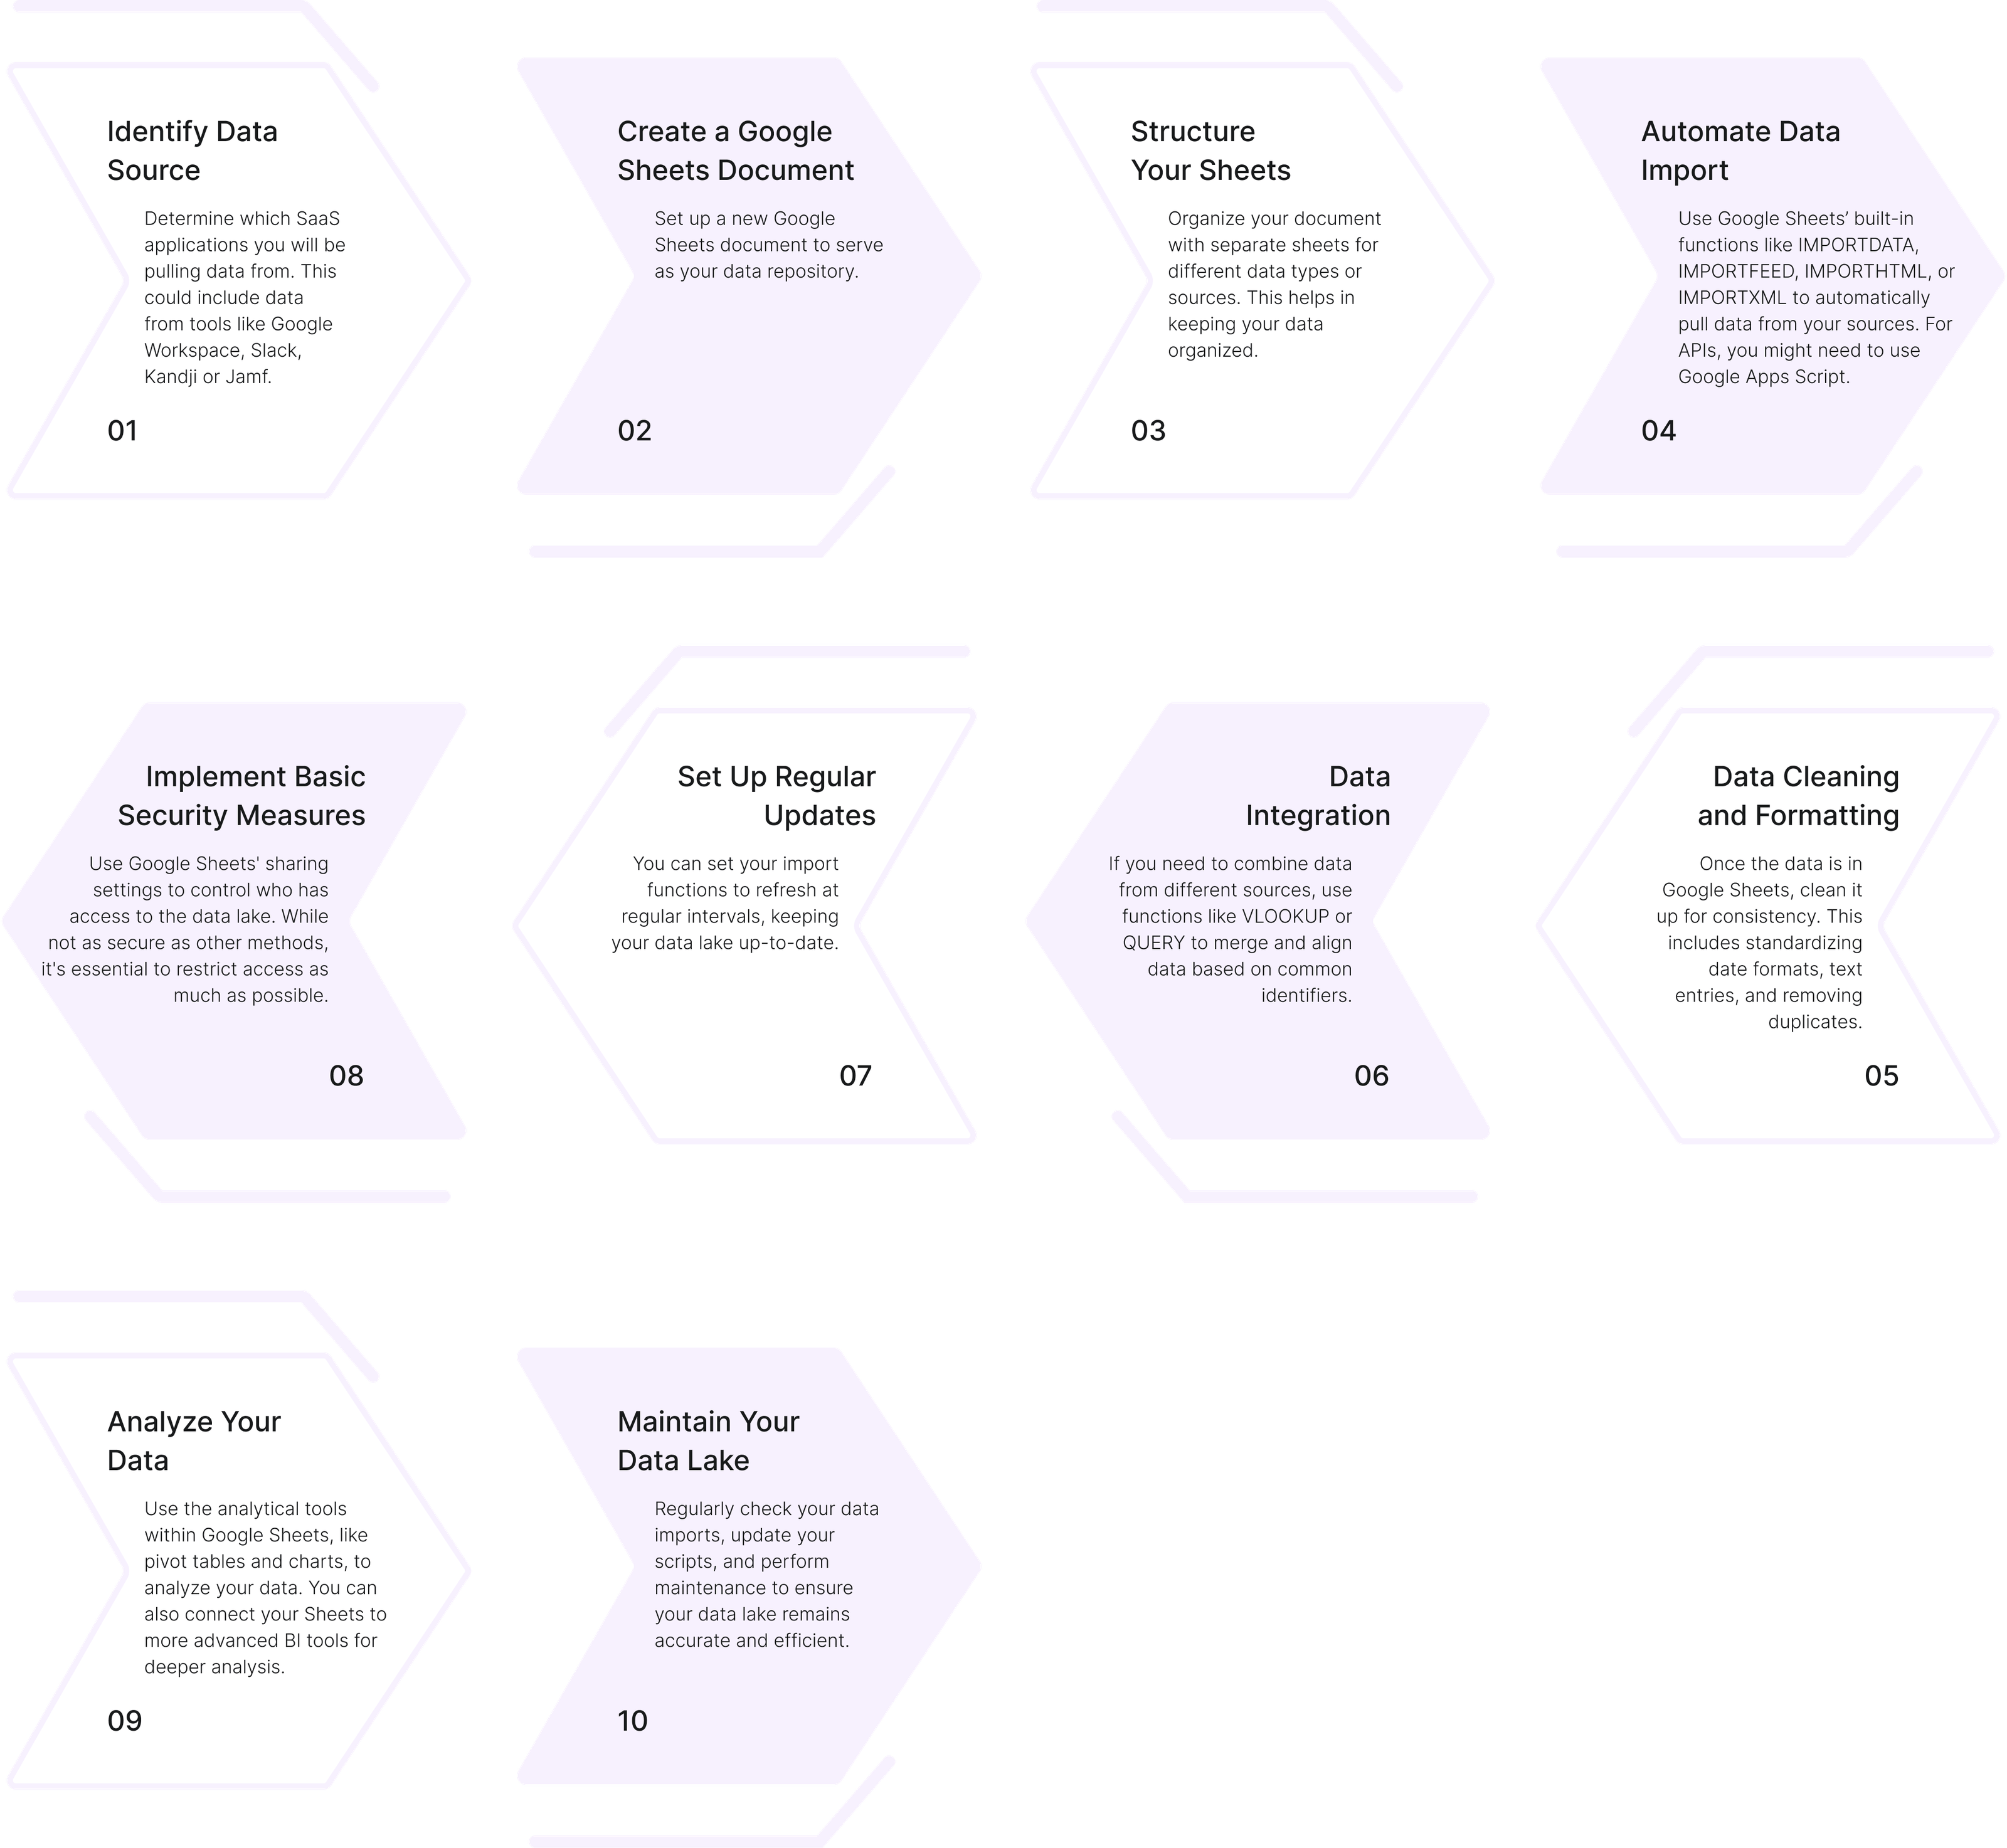 Identify Data
Source
Determine which SaaS
applications you will be
pulling data from. This
could include data
from tools like Google
Workspace, Slack,
Kandji or Jamf.
01
Create a Google
Sheets Document
Set up a new Google
Sheets document to serve
as your data repository.
02
Structure
Your Sheets
Organize your document
with separate sheets for
different data types or
sources. This helps in
keeping your data
organized.
03
Automate Data
Import
Use Google Sheets’ built-in
functions like IMPORTDATA,
IMPORTFEED, IMPORTHTML, or
IMPORTXML to automatically
pull data from your sources. For
APIs, you might need to use
Google Apps Script.
04
Data Cleaning
and Formatting
Once the data is in
Google Sheets, clean it
up for consistency. This
includes standardizing
date formats, text
entries, and removing
duplicates.
05
Data
Integration
If you need to combine data
from different sources, use
functions like VLOOKUP or
QUERY to merge and align
data based on common
identifiers.
06
Set Up Regular
Updates
You can set your import
functions to refresh at
regular intervals, keeping
your data lake up-to-date.
07
Implement Basic
Security Measures
Use Google Sheets' sharing
settings to control who has
access to the data lake. While
not as secure as other methods,
it's essential to restrict access as
much as possible.
08
Analyze Your
Data
Use the analytical tools
within Google Sheets, like
pivot tables and charts, to
analyze your data. You can
also connect your Sheets to
more advanced BI tools for
deeper analysis.
09
Maintain Your
Data Lake
Regularly check your data
imports, update your
scripts, and perform
maintenance to ensure
your data lake remains
accurate and efficient.
10